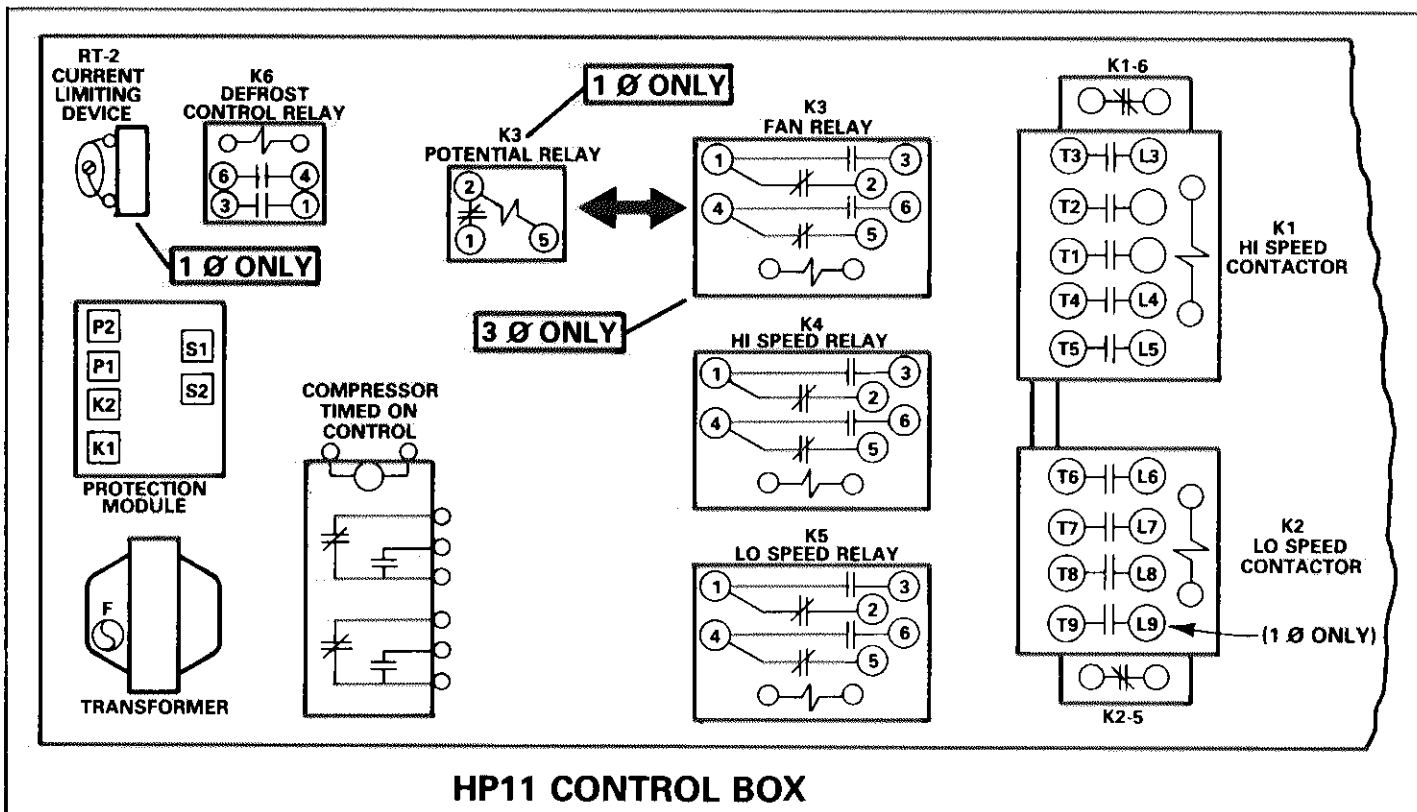 RT-2
CURRENT
LIMITING
DEVICE
K6
DEFROST
CONTROL RELAY
6
4
3
1
1 Ø ONLY
1 Ø ONLY
K3
POTENTIAL RELAY
2
1
5
K3
FAN RELAY
1
3
2
4
6
5
3 Ø ONLY
K4
HI SPEED RELAY
1
3
2
4
6
5
K5
LO SPEED RELAY
1
3
2
4
6
5
K1-6
T3
L3
T2
T1
T4
L4
T5
L5
K1
HI SPEED
CONTACTOR
T6
L6
T7
L7
T8
L8
T9
L9
(1 Ø ONLY)
K2
LO SPEED
CONTACTOR
K2-5
P2
P1
K2
K1
S1
S2
PROTECTION
MODULE
COMPRESSOR
TIMED ON
CONTROL
F
TRANSFORMER
HP11 CONTROL BOX